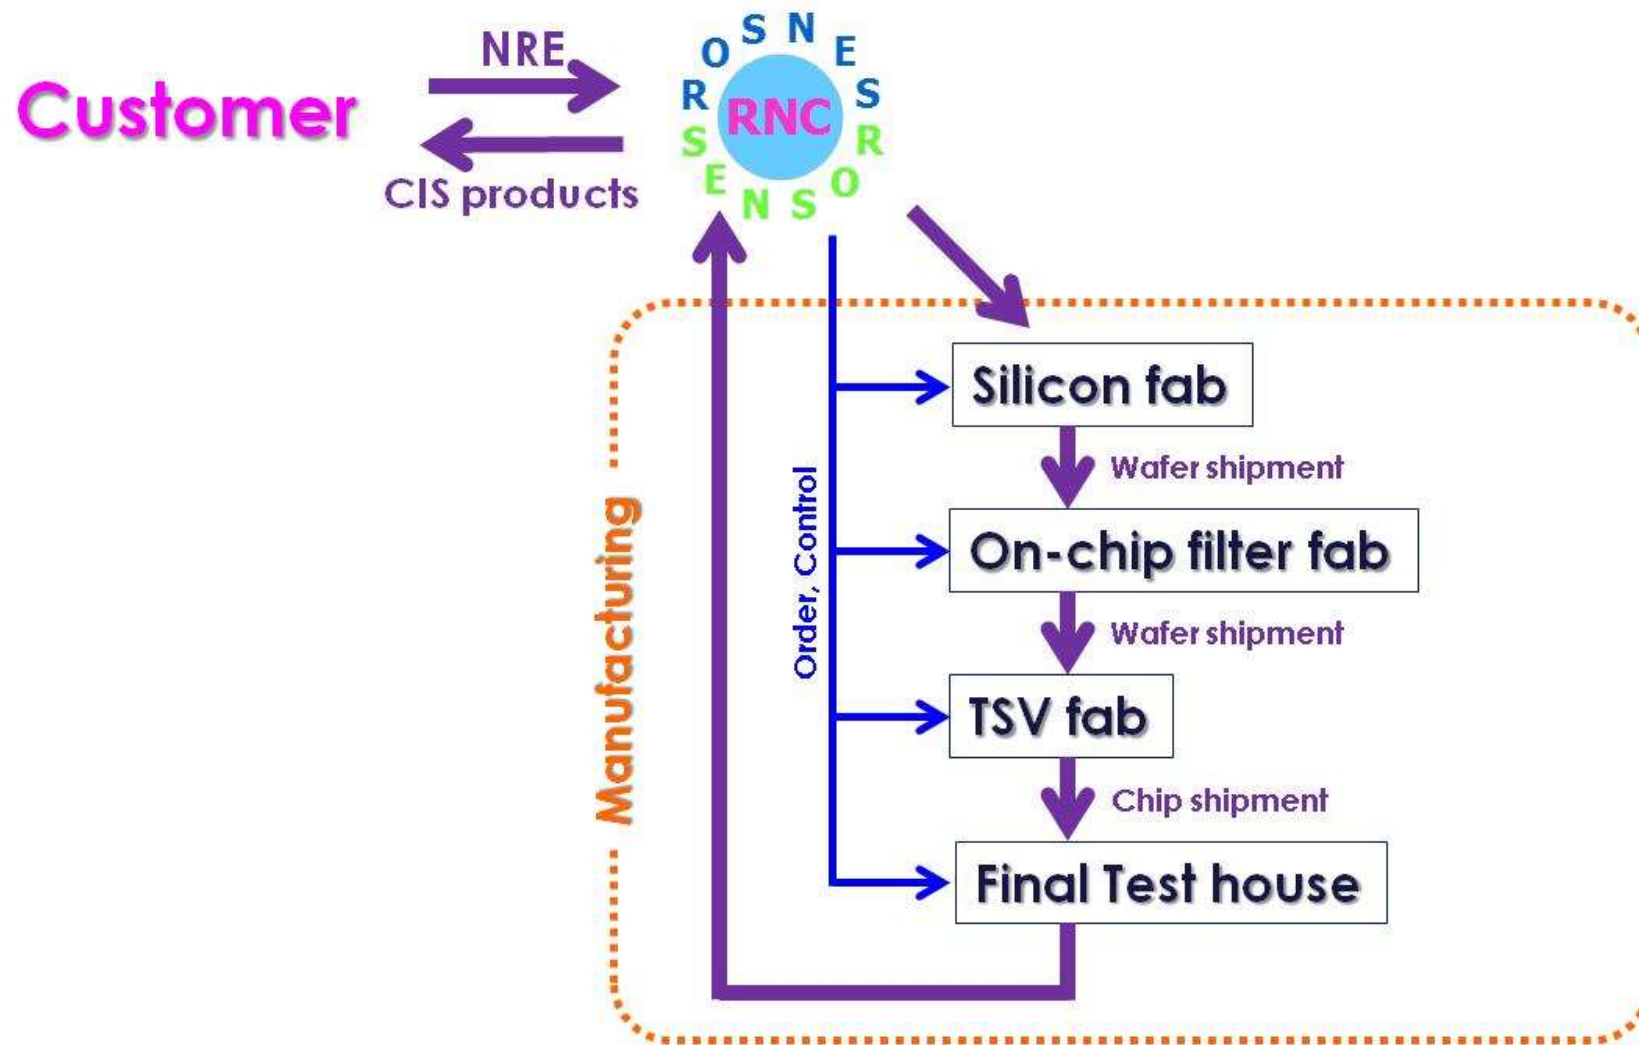 Customer
NRE
CIS products
SENSOR
RNC
SENSOR
Manufacturing
Order, Control
Silicon fab
Wafer shipment
On-chip filter fab
Wafer shipment
TSV fab
Chip shipment
Final Test house